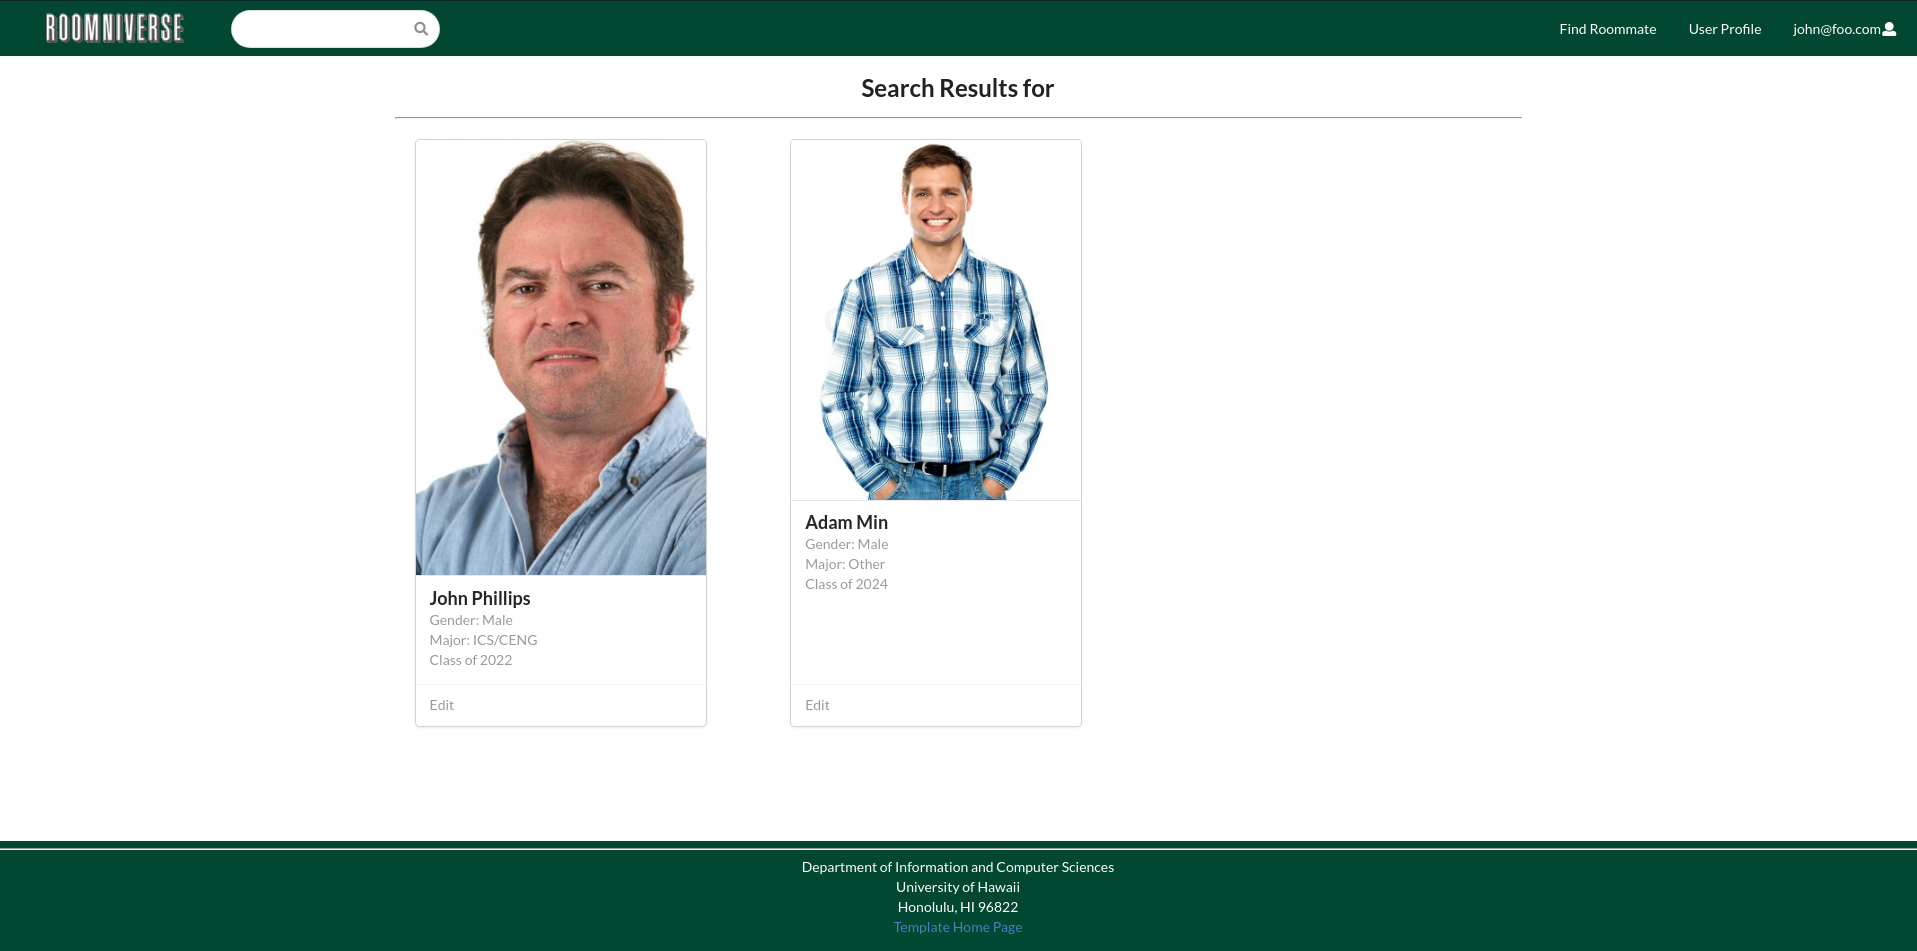 ROOMNIVERSE
Find Roommate
User Profile
john@foo.com
Search Results for
John Phillips
Gender: Male
Major: ICS/CENG
Class of 2022
Edit
Adam Min
Gender: Male
Major: Other
Class of 2024
Edit
Department of Information and Computer Sciences
University of Hawaii
Honolulu, HI 96822
Template Home Page